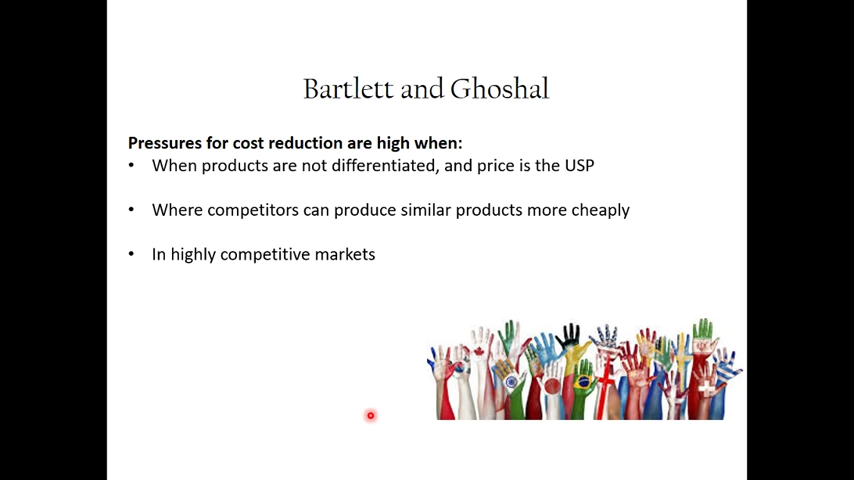 Bartlett and Ghoshal
Pressures for cost reduction are high when:
• When products are not differentiated, and price is the USP
• Where competitors can produce similar products more cheaply
• In highly competitive markets